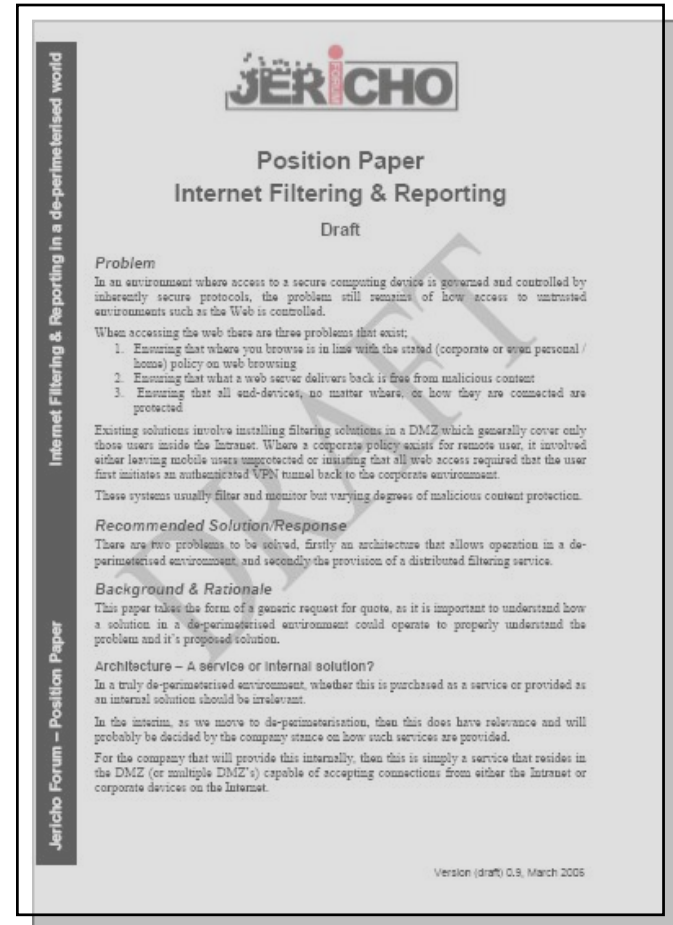 JERICHO
FORUM
Position Paper
Internet Filtering & Reporting
Draft
Problem
In an environment where access to a secure computing device is governed and controlled by
inherently secure protocols, the problem still remains of how access to untrusted
environments such as the Web is controlled.
When accessing the web there are three problems that exist;
1. Ensuring that where you browse is in line with the stated (corporate or even personal /
home) policy on web browsing
2. Ensuring that what a web server delivers back is free from malicious content
3. Ensuring that all end-devices, no matter where, or how they are connected are
protected
Existing solutions involve installing filtering solutions in a DMZ which generally cover only
those users inside the Intranet. Where a corporate policy exists for remote user, it involved
either leaving mobile users unprotected or insisting that all web access required that the user
first initiates an authenticated VPN tunnel back to the corporate environment.
These systems usually filter and monitor but varying degrees of malicious content protection.
Recommended Solution/Response
There are two problems to be solved, firstly an architecture that allows operation in a de-
perimeterised environment, and secondly the provision of a distributed filtering service.
Background & Rationale
This paper takes the form of a generic request for quote, as it is important to understand how
a solution in a de-perimeterised environment could operate to properly understand the
problem and it's proposed solution.
Architecture – A service or internal solution?
In a truly de-perimeterised environment, whether this is purchased as a service or provided as
an internal solution should be irrelevant.
In the interim, as we move to de-perimeterisation, then this does have relevance and will
probably be decided by the company stance on how such services are provided.
For the company that will provide this internally, then this is simply a service that resides in
the DMZ (or multiple DMZ's) capable of accepting connections from either the Intranet or
corporate devices on the Internet.
Version (draft) 0.9, March 2006
Internet Filtering & Reporting in a de-perimeterised world
Jericho Forum – Position Paper
DRAFT